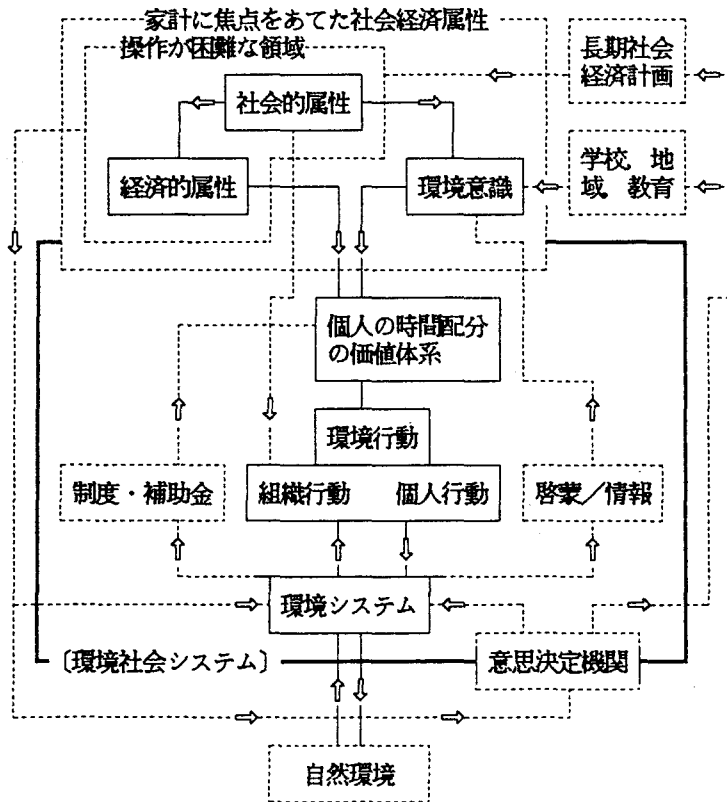 家計に焦点をあてた社会経済属性
操作が困難な領域
長期社会
経済計画
社会的属性
学校，地
域，教育
経済的属性
環境意識
個人の時間配分
の価値体系
環境行動
制度・補助金
組織行動　個人行動
啓蒙／情報
環境システム
〔環境社会システム〕
意思決定機関
自然環境